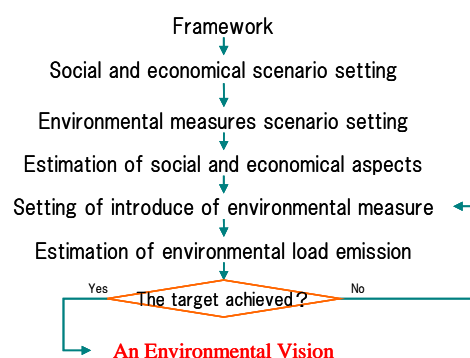 Framework
Social and economical scenario setting
Environmental measures scenario setting
Estimation of social and economical aspects
Setting of introduce of environmental measure
Estimation of environmental load emission
Yes
The target achieved？
No
An Environmental Vision